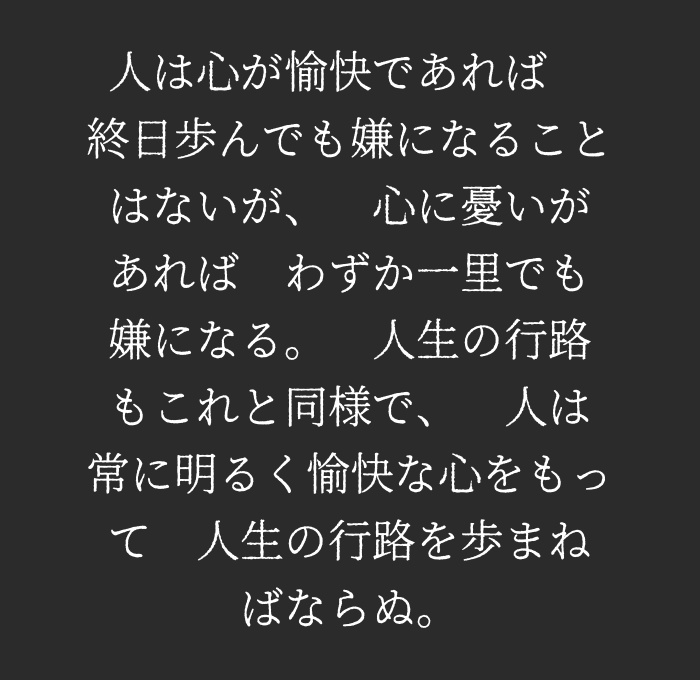 人は心が愉快であれば
終日歩んでも嫌になること
はないが、　心に憂いが
あれば　わずか一里でも
嫌になる。　人生の行路
もこれと同様で、　人は
常に明るく愉快な心をもっ
て　人生の行路を歩まね
ばならぬ。